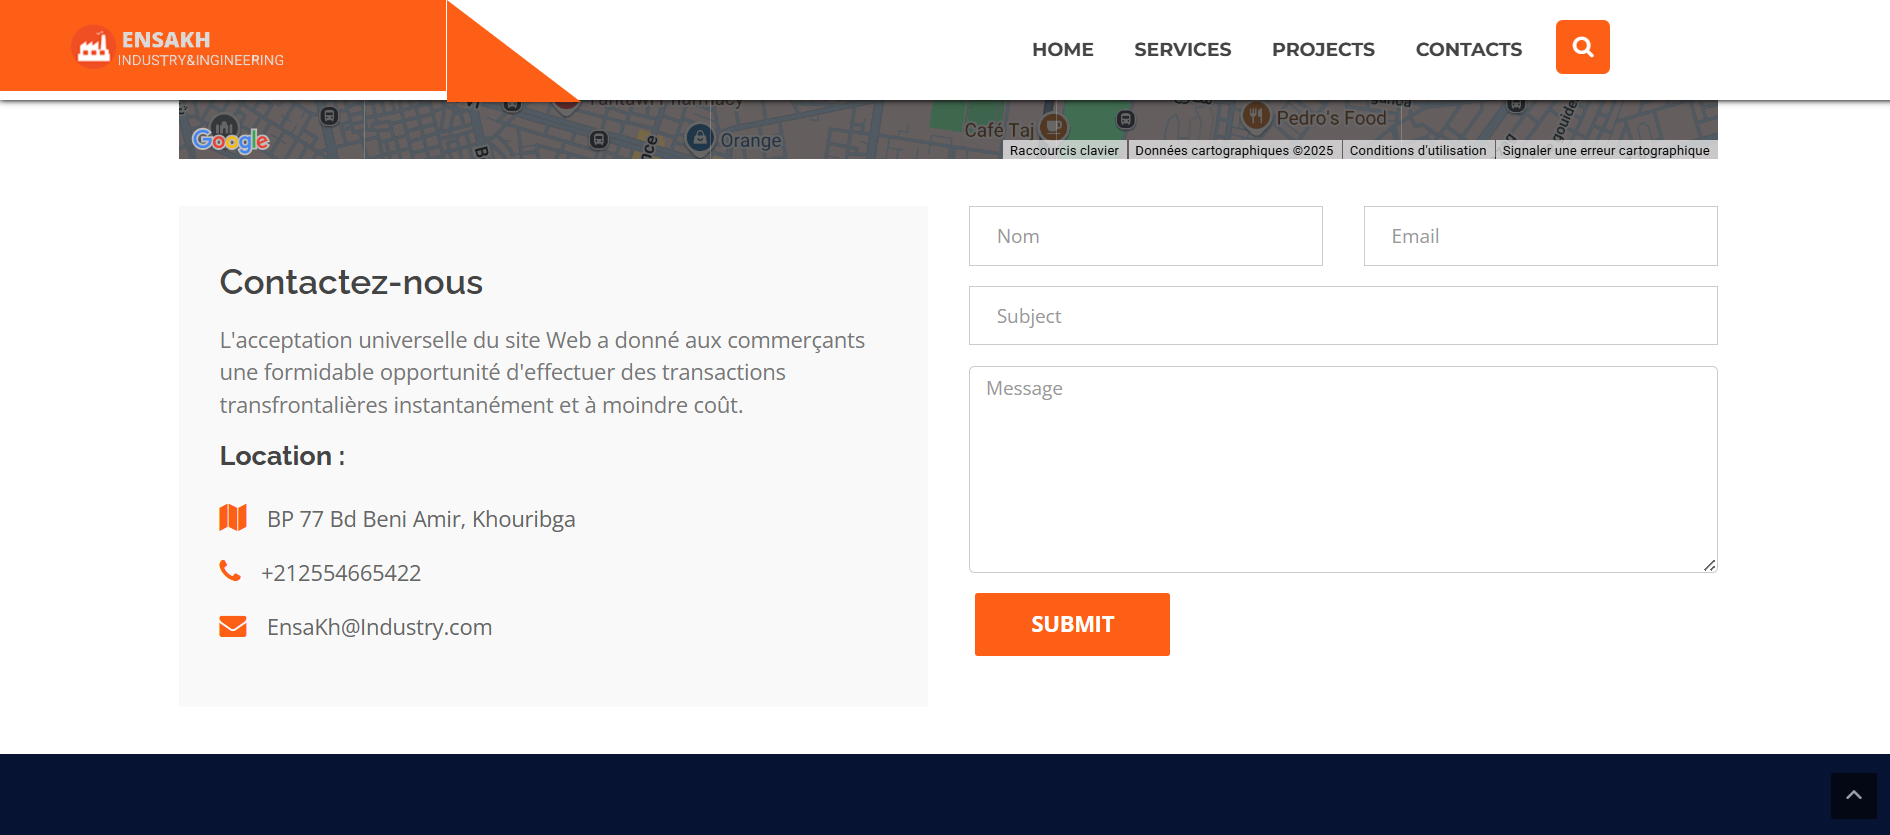 ENSAKH
INDUSTRY&INGINEERING
HOME
SERVICES
PROJECTS
CONTACTS
Pedro's Food
Café Taj
Orange
Google
Raccourcis clavier
Données cartographiques ©2025
Conditions d'utilisation
Signaler une erreur cartographique
Contactez-nous
L'acceptation universelle du site Web a donné aux commerçants
une formidable opportunité d'effectuer des transactions
transfrontalières instantanément et à moindre coût.
Location :
BP 77 Bd Beni Amir, Khouribga
+212554665422
EnsaKh@Industry.com
Nom
Email
Subject
Message
SUBMIT